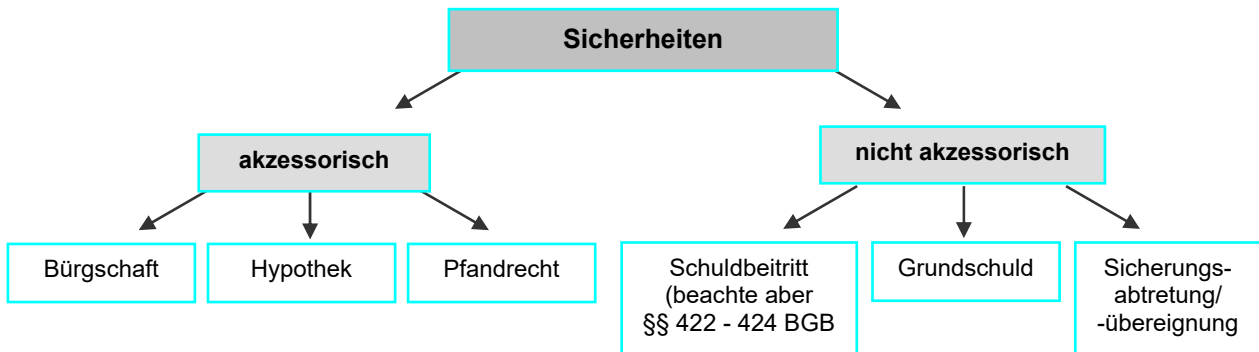 Sicherheiten
akzessorisch
nicht akzessorisch
Bürgschaft
Hypothek
Pfandrecht
Schuldbeitritt
(beachte aber
§§ 422 - 424 BGB
Grundschuld
Sicherungs-
abtretung/
-übereignung